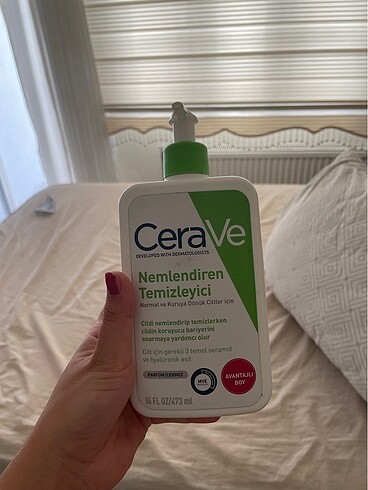 CeraVe
DEVELOPED WITH DERMATOLOGISTS
Nemlendiren
Temizleyici
Normal ve Kuruya Dönük Ciltler için
Cildi nemlendirip temizlerken
cildin koruyucu bariyerini
onarmaya yardımcı olur
Cilt için gerekli 3 temel seramid
ve hyalüronik asit
PARFÜM İÇERMEZ
MVE
AVANTAJLI
BOY
16 FL OZ/473 ml